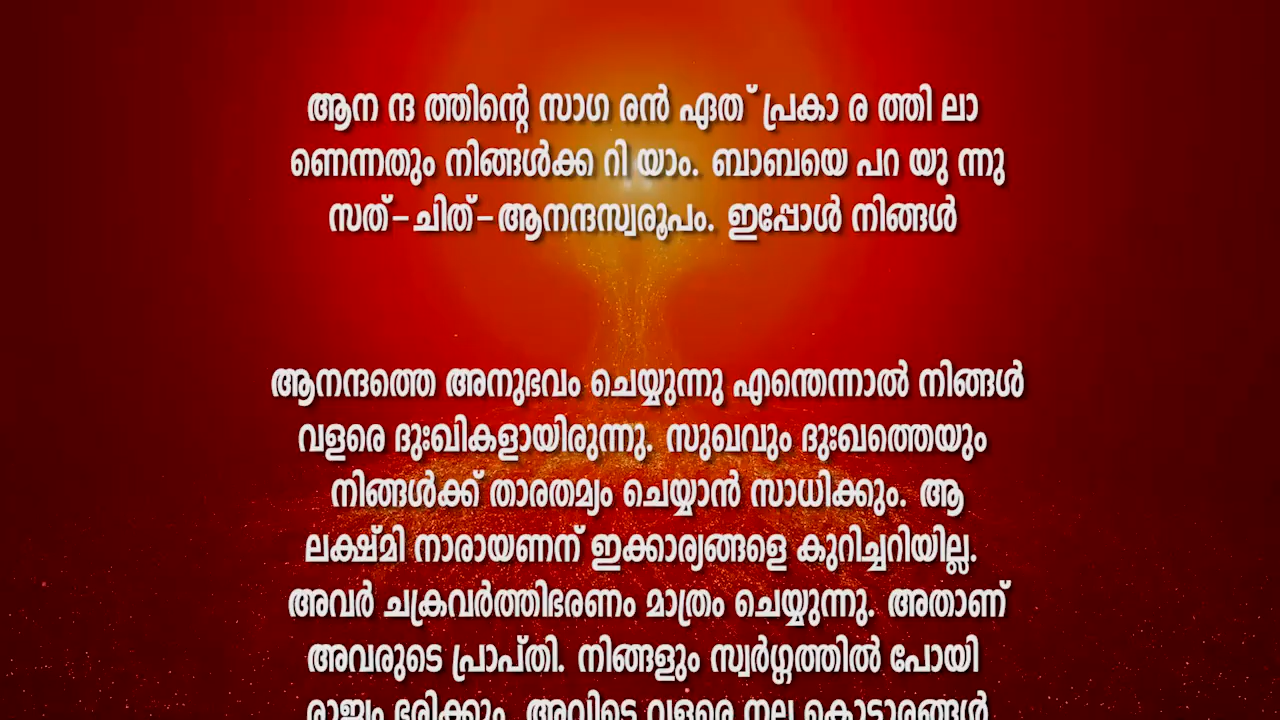 ആന ന്ദ ത്തിന്റെ സാഗ രൻ ഏത് പ്രകാ ര ത്തി ലാ
ണെന്നതും നിങ്ങൾക്ക റി യാം. ബാബയെ പറ യു ന്നു
സത്-ചിത്-ആനന്ദസ്വരൂപം. ഇപ്പോൾ നിങ്ങൾ
ആനന്ദത്തെ അനുഭവം ചെയ്യുന്നു എന്തെന്നാൽ നിങ്ങൾ
വളരെ ദുഃഖികളായിരുന്നു. സുഖവും ദുഃഖത്തെയും
നിങ്ങൾക്ക് താരതമ്യം ചെയ്യാൻ സാധിക്കും. ആ
ലക്ഷ്മി നാരായണന് ഇക്കാര്യങ്ങളെ കുറിച്ചറിയില്ല.
അവർ ചക്രവർത്തിഭരണം മാത്രം ചെയ്യുന്നു. അതാണ്
അവരുടെ പ്രാപ്തി. നിങ്ങളും സ്വർഗ്ഗത്തിൽ പോയി
രാജ്യം ഭരിക്കും. അവിടെ വളരെ നല്ല കൊട്ടാരങ്ങൾ